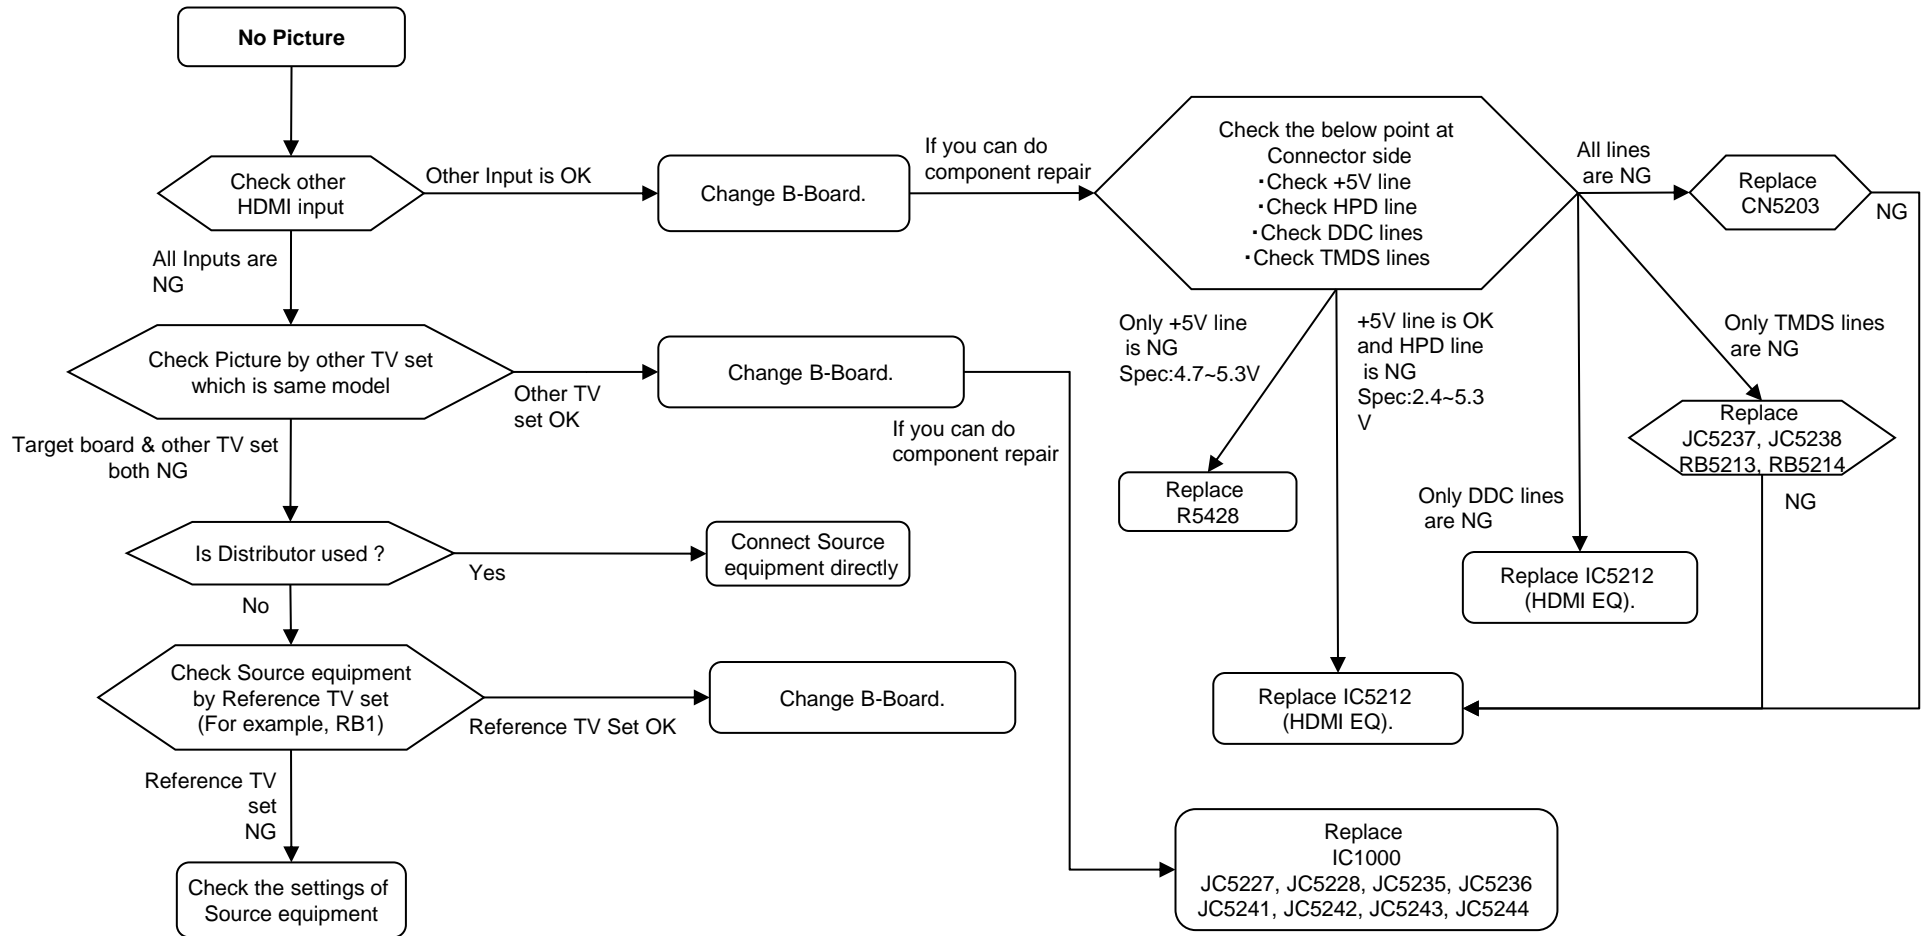 No Picture
Check other
HDMI input
Other Input is OK
Change B-Board.
If you can do
component repair
Check the below point at
Connector side
・Check +5V line
・Check HPD line
・Check DDC lines
・Check TMDS lines
All lines
are NG
Replace
CN5203
NG
All Inputs are
NG
Check Picture by other TV set
which is same model
Other TV
set OK
Change B-Board.
If you can do
component repair
Only +5V line
is NG
Spec:4.7~5.3V
+5V line is OK
and HPD line
is NG
Spec:2.4~5.3
V
Only TMDS lines
are NG
Replace
JC5237, JC5238
RB5213, RB5214
NG
Replace
R5428
Only DDC lines
are NG
Replace IC5212
(HDMI EQ).
Target board & other TV set
both NG
Is Distributor used ?
Yes
Connect Source
equipment directly
No
Check Source equipment
by Reference TV set
(For example, RB1)
Reference TV Set OK
Change B-Board.
Replace IC5212
(HDMI EQ).
Reference TV
set
NG
Check the settings of
Source equipment
Replace
IC1000
JC5227, JC5228, JC5235, JC5236
JC5241, JC5242, JC5243, JC5244